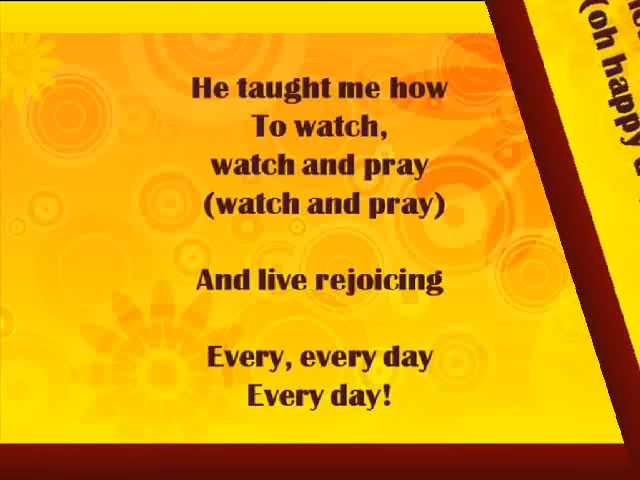 He taught me how
To watch,
watch and pray
(watch and pray)
And live rejoicing
Every, every day
Every day!
(oh happy